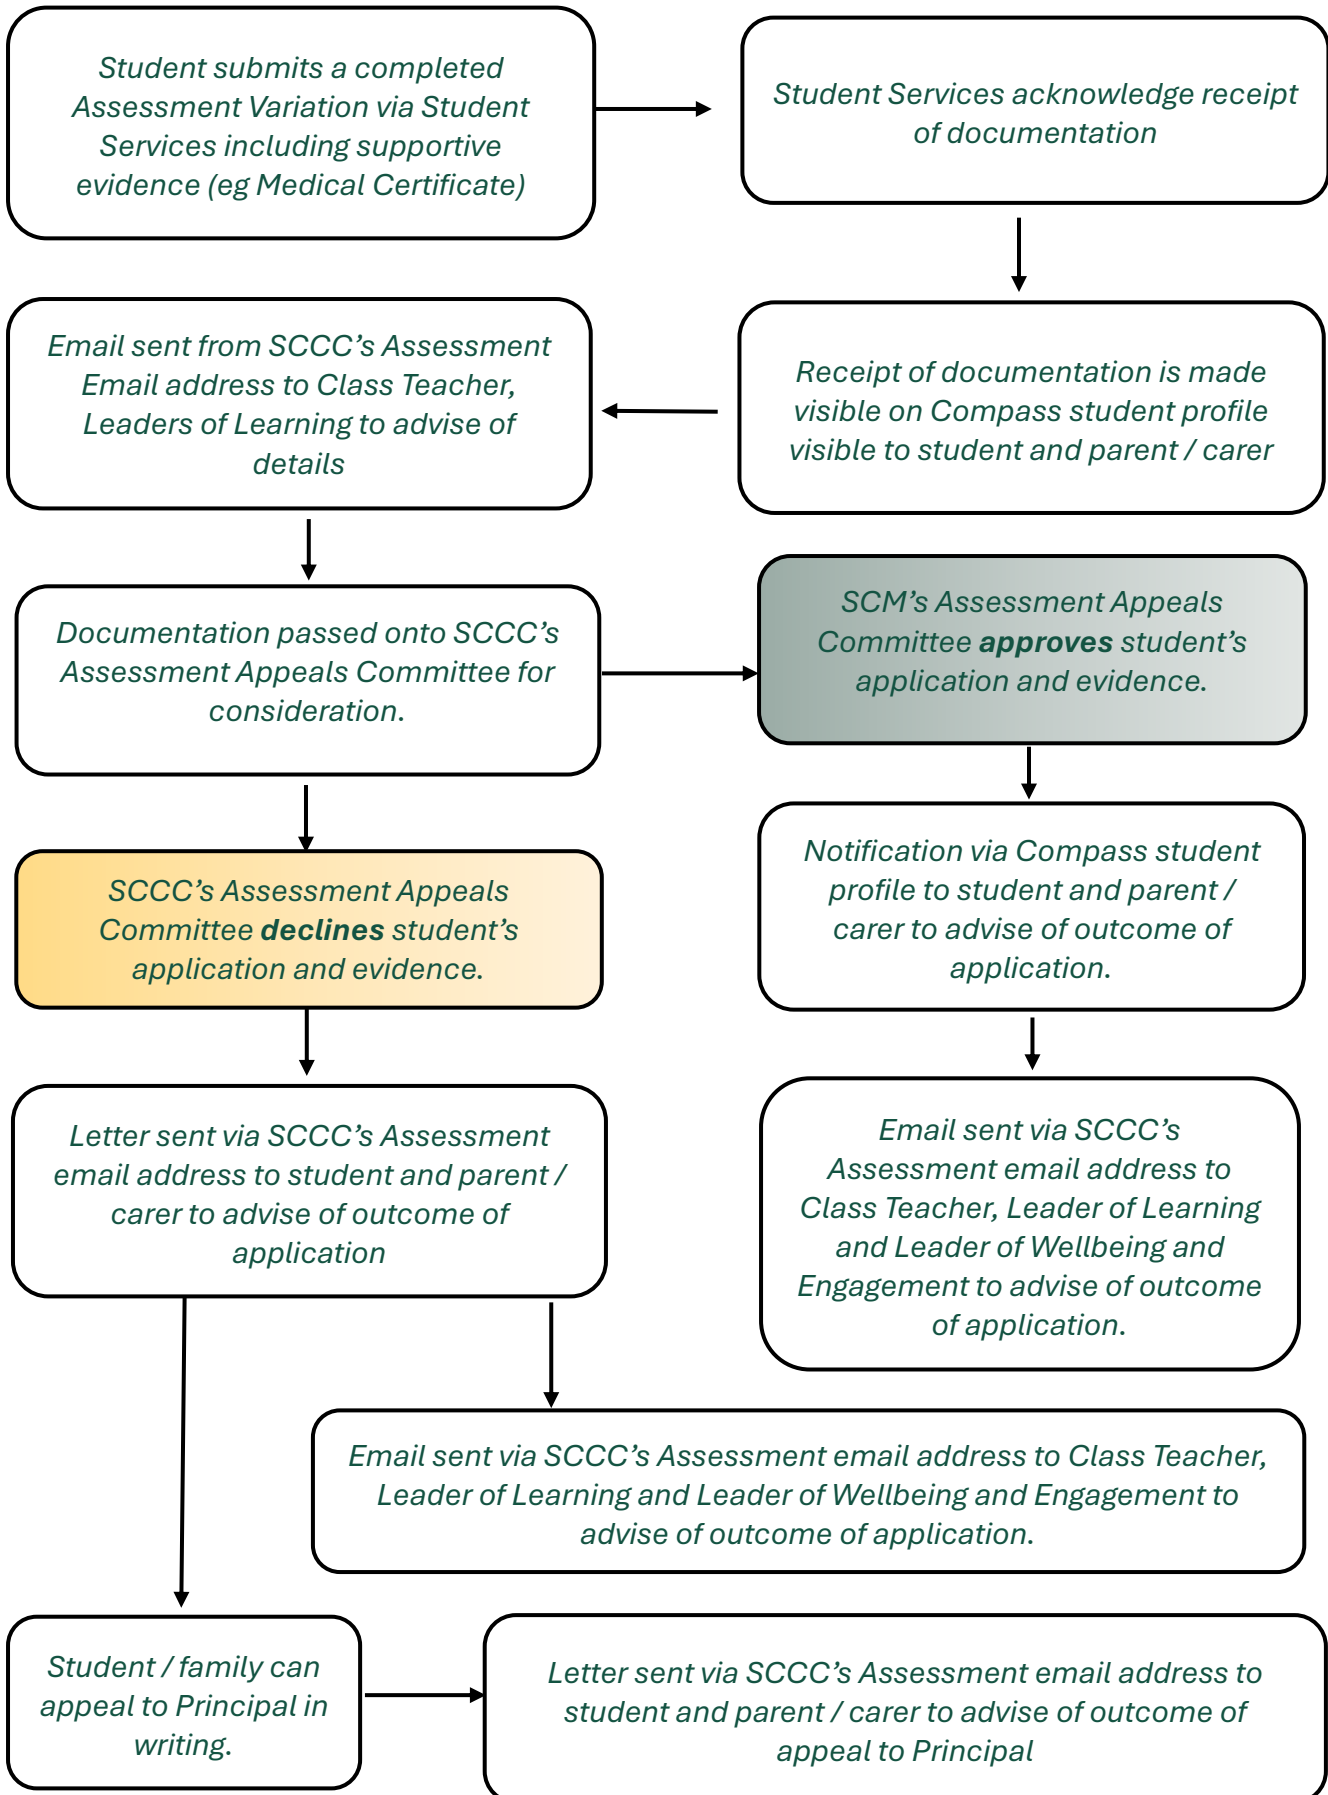 Student submits a completed
Assessment Variation via Student
Services including supportive
evidence (eg Medical Certificate)
Student Services acknowledge receipt
of documentation
Receipt of documentation is made
visible on Compass student profile
visible to student and parent / carer
Email sent from SCCC’s Assessment
Email address to Class Teacher,
Leaders of Learning to advise of
details
Documentation passed onto SCCC’s
Assessment Appeals Committee for
consideration.
SCM’s Assessment Appeals
Committee approves student’s
application and evidence.
Notification via Compass student
profile to student and parent /
carer to advise of outcome of
application.
Email sent via SCCC’s
Assessment email address to
Class Teacher, Leader of Learning
and Leader of Wellbeing and
Engagement to advise of outcome
of application.
SCCC’s Assessment Appeals
Committee declines student’s
application and evidence.
Letter sent via SCCC’s Assessment
email address to student and parent /
carer to advise of outcome of
application
Email sent via SCCC’s Assessment email address to Class Teacher,
Leader of Learning and Leader of Wellbeing and Engagement to
advise of outcome of application.
Student / family can
appeal to Principal in
writing.
Letter sent via SCCC’s Assessment email address to
student and parent / carer to advise of outcome of
appeal to Principal